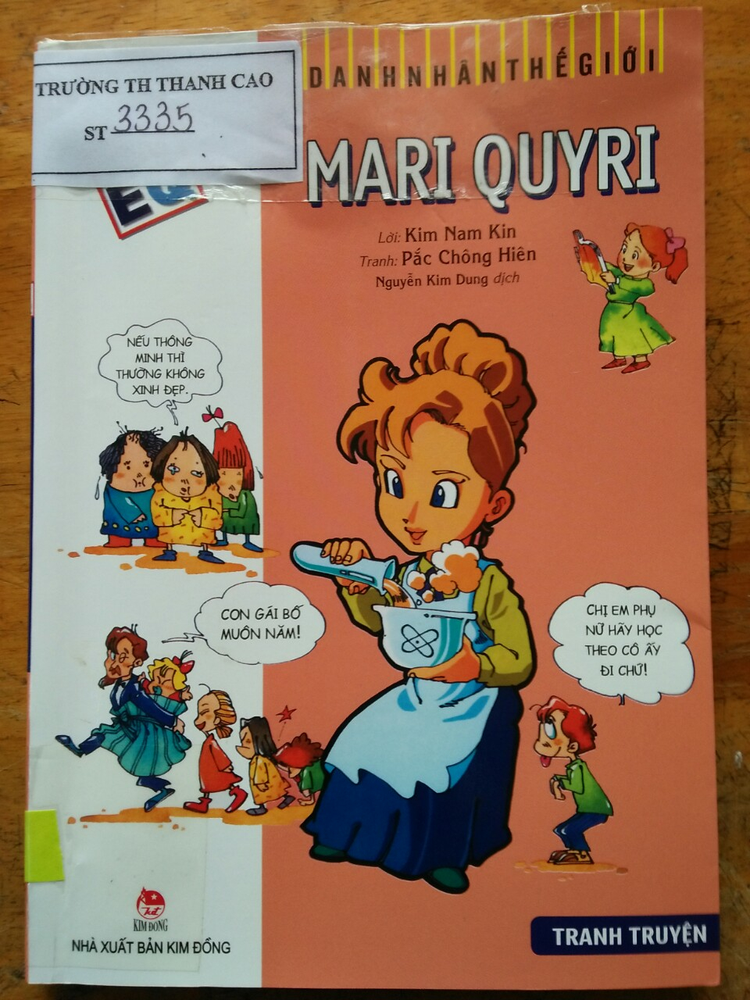 TRƯỜNG TH THANH CAO
ST 3335
DANH NHÂN THẾ GIỚI
MARI QUYRI
Lời: Kim Nam Kin
Tranh: Pắc Chông Hiên
Nguyễn Kim Dung dịch
NẾU THÔNG
MINH THÌ
THƯỜNG KHÔNG
XINH ĐẸP.
CON GÁI BỐ
MUÔN NĂM!
CHỊ EM PHỤ
NỮ HÃY HỌC
THEO CÔ ẤY
ĐI CHỨ!
KIM ĐỒNG
NHÀ XUẤT BẢN KIM ĐỒNG
TRANH TRUYỆN